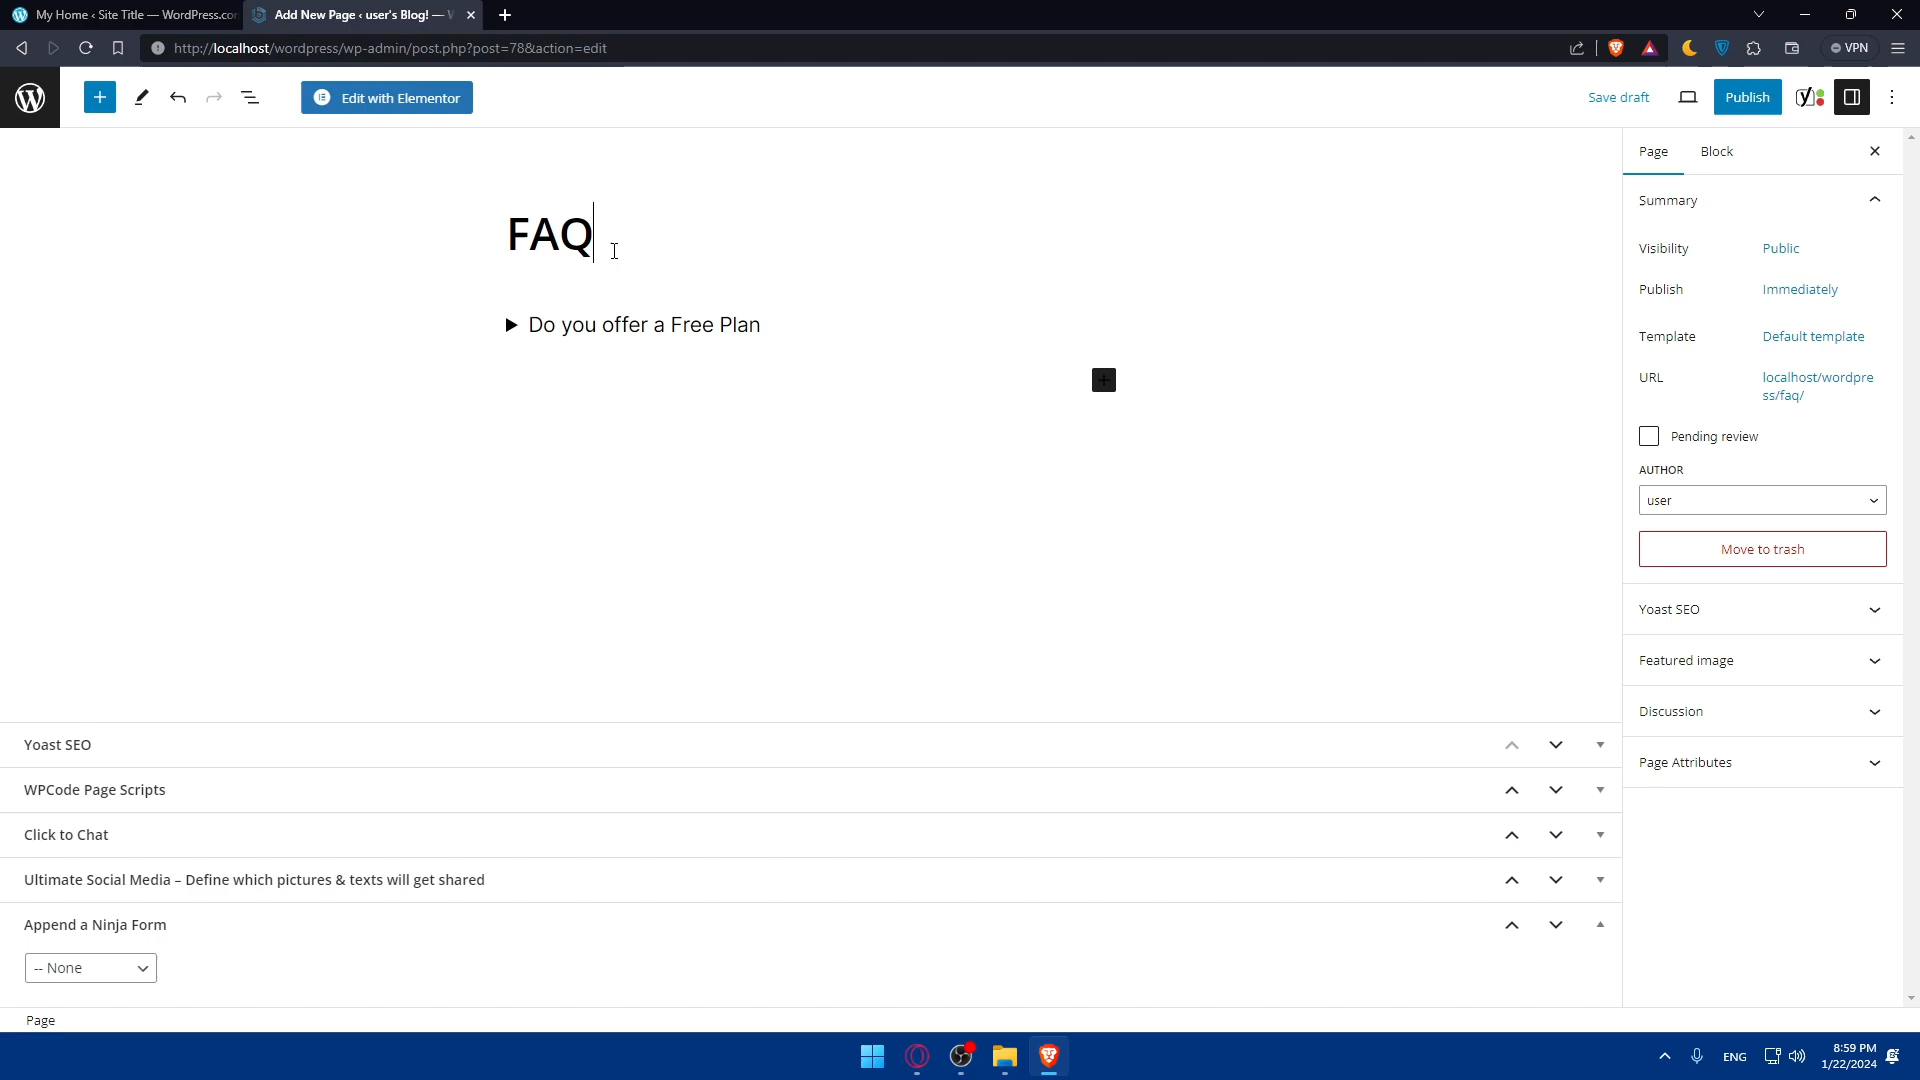 My Home ‹ Site Title — WordPress.cor
Add New Page ‹ user's Blog! — W
http://localhost/wordpress/wp-admin/post.php?post=78&action=edit
VPN
Edit with Elementor
Save draft
Publish
Page
Block
FAQ
Do you offer a Free Plan
Summary
Visibility
Public
Publish
Immediately
Template
Default template
URL
localhost/wordpre
ss/faq/
Pending review
AUTHOR
user
Move to trash
Yoast SEO
Featured image
Discussion
Page Attributes
Yoast SEO
WPCode Page Scripts
Click to Chat
Ultimate Social Media – Define which pictures & texts will get shared
Append a Ninja Form
-- None
Page
ENG
8:59 PM
1/22/2024